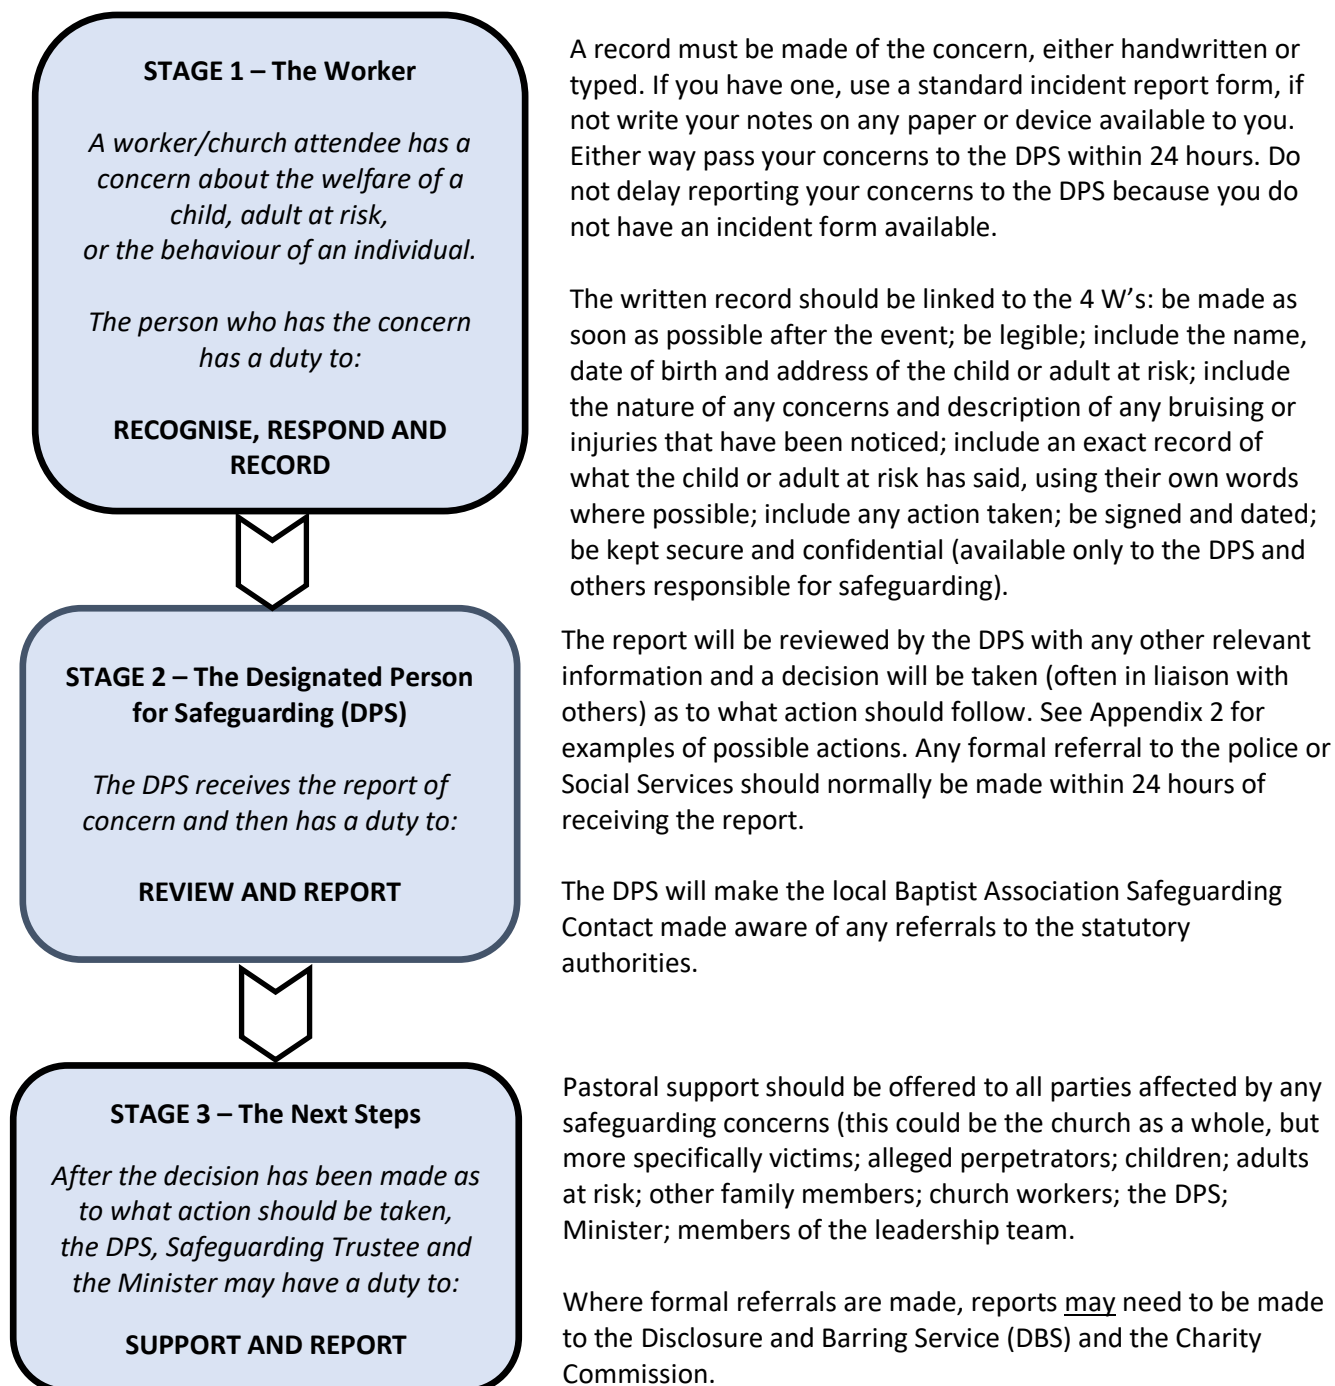 STAGE 1 – The Worker
A worker/church attendee has a
concern about the welfare of a
child, adult at risk,
or the behaviour of an individual.
The person who has the concern
has a duty to:
RECOGNISE, RESPOND AND
RECORD
A record must be made of the concern, either handwritten or
typed. If you have one, use a standard incident report form, if
not write your notes on any paper or device available to you.
Either way pass your concerns to the DPS within 24 hours. Do
not delay reporting your concerns to the DPS because you do
not have an incident form available.
The written record should be linked to the 4 W’s: be made as
soon as possible after the event; be legible; include the name,
date of birth and address of the child or adult at risk; include
the nature of any concerns and description of any bruising or
injuries that have been noticed; include an exact record of
what the child or adult at risk has said, using their own words
where possible; include any action taken; be signed and dated;
be kept secure and confidential (available only to the DPS and
others responsible for safeguarding).
STAGE 2 – The Designated Person
for Safeguarding (DPS)
The DPS receives the report of
concern and then has a duty to:
REVIEW AND REPORT
The report will be reviewed by the DPS with any other relevant
information and a decision will be taken (often in liaison with
others) as to what action should follow. See Appendix 2 for
examples of possible actions. Any formal referral to the police or
Social Services should normally be made within 24 hours of
receiving the report.
The DPS will make the local Baptist Association Safeguarding
Contact made aware of any referrals to the statutory
authorities.
STAGE 3 – The Next Steps
After the decision has been made as
to what action should be taken,
the DPS, Safeguarding Trustee and
the Minister may have a duty to:
SUPPORT AND REPORT
Pastoral support should be offered to all parties affected by any
safeguarding concerns (this could be the church as a whole, but
more specifically victims; alleged perpetrators; children; adults
at risk; other family members; church workers; the DPS;
Minister; members of the leadership team.
Where formal referrals are made, reports may need to be made
to the Disclosure and Barring Service (DBS) and the Charity
Commission.